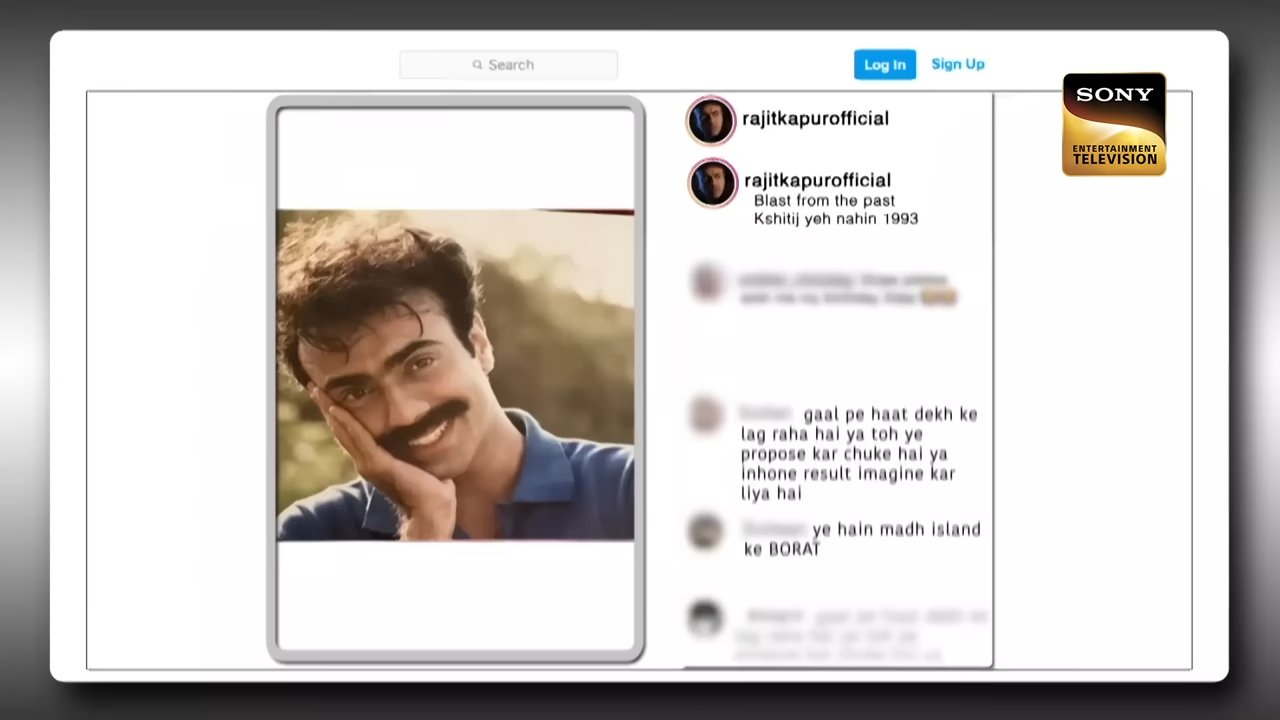 Search
Log In
Sign Up
SONY
ENTERTAINMENT
TELEVISION
rajitkapurofficial
rajitkapurofficial
Blast from the past
Kshitij yeh nahin 1993
gaal pe haat dekh ke
lag raha hai ya toh ye
propose kar chuke hai ya
inhone result imagine kar
liya hai
ye hain madh island
ke BORAT